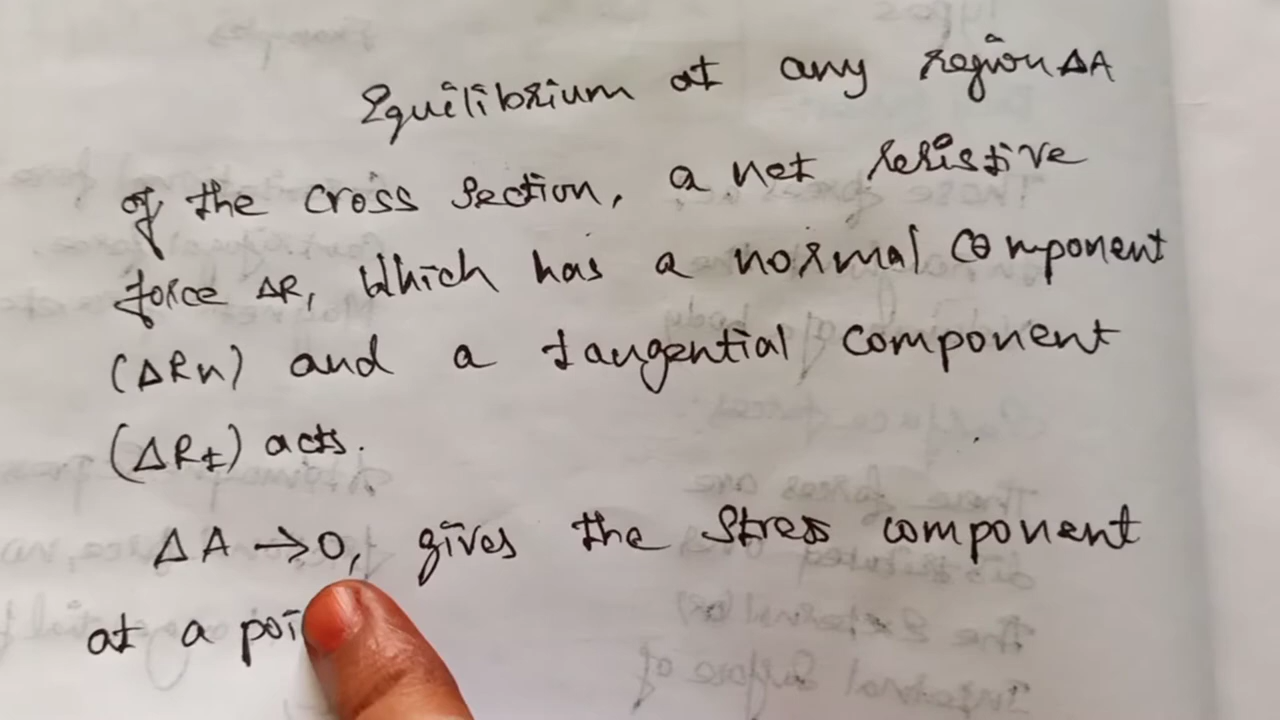 Equilibrium at any region ΔA
of the cross section, a net resistive
force ΔR, which has a normal component
(ΔRn) and a tangential component
(ΔRt) acts.
ΔA →0, gives the stress component
at a